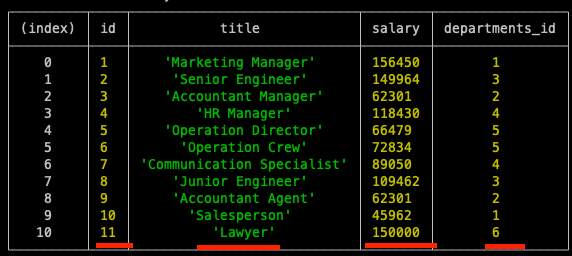 (index) id title salary departments_id
0 1 'Marketing Manager' 156450 1
1 2 'Senior Engineer' 149964 3
2 3 'Accountant Manager' 62301 2
3 4 'HR Manager' 118430 4
4 5 'Operation Director' 66479 5
5 6 'Operation Crew' 72834 5
6 7 'Communication Specialist' 89050 4
7 8 'Junior Engineer' 109462 3
8 9 'Accountant Agent' 62301 2
9 10 'Salesperson' 45962 1
10 11 'Lawyer' 150000 6